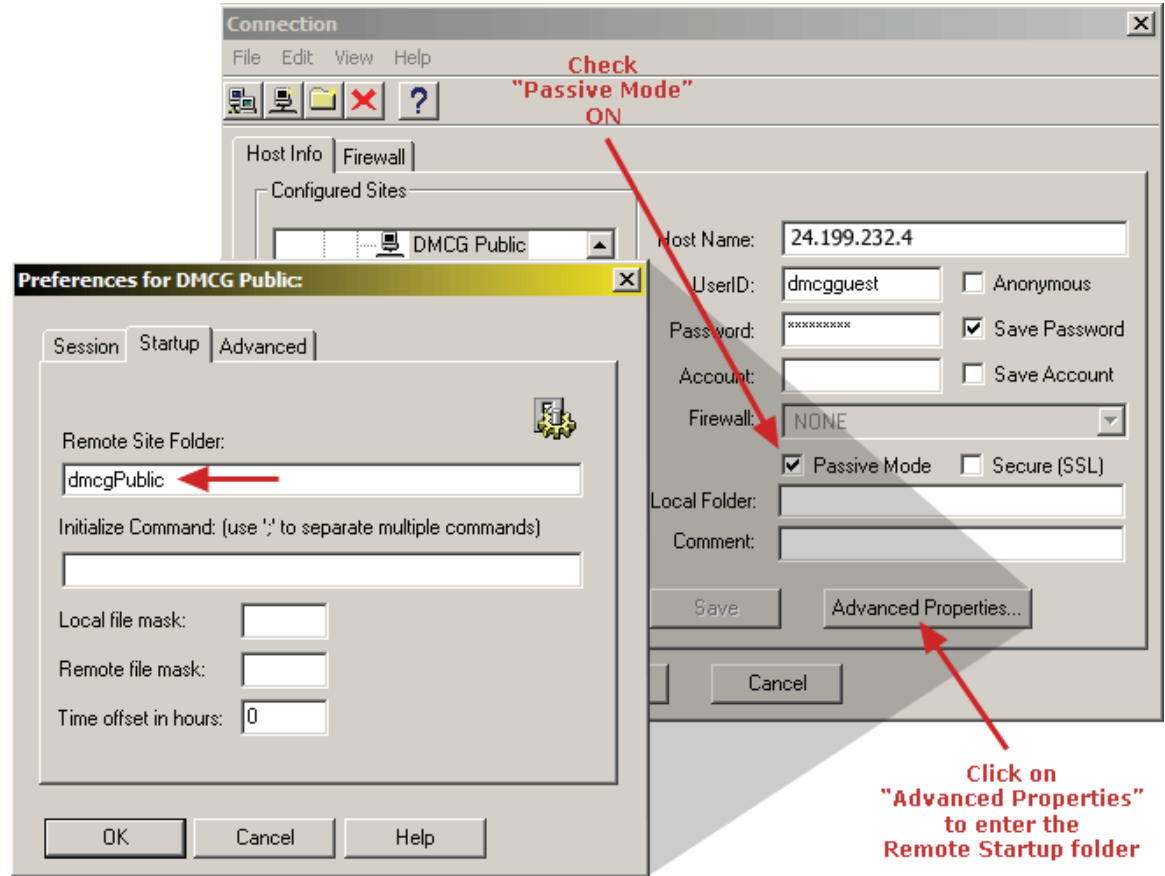 Connection
File Edit View Help
Check
"Passive Mode"
ON
?
Host Info Firewall
Configured Sites
DMCG Public
Host Name: 24.199.232.4
UserID: dmcgguest Anonymous
Password: ********* Save Password
Account: Save Account
Firewall: NONE
Passive Mode Secure (SSL)
Local Folder:
Comment:
Save Advanced Properties...
Cancel
Click on
"Advanced Properties"
to enter the
Remote Startup folder
Preferences for DMCG Public:
Session Startup Advanced
Remote Site Folder:
dmcgPublic
Initialize Command: (use ';' to separate multiple commands)
Local file mask:
Remote file mask:
Time offset in hours: 0
OK Cancel Help